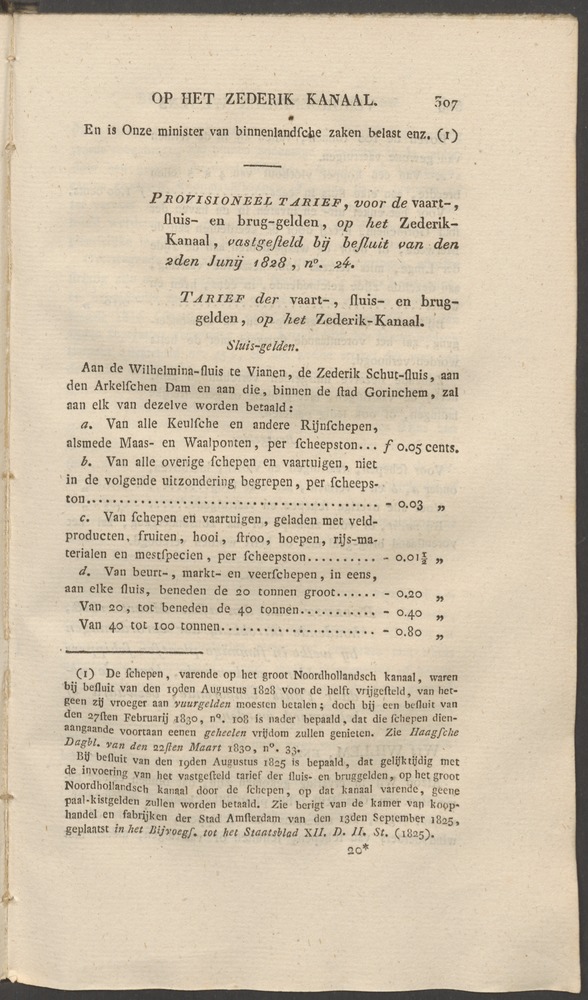 OP HET ZEDERIK KANAAL. 307
En is Onze minister van binnenlandſche zaken belast enz. (1)
PROVISIONEEL TARIEF, voor de vaart-,
ſluis- en brug-gelden, op het Zederik-
Kanaal, vastgeſteld bij beſluit van den
2den Junij 1828, nº. 24.
TARIEF der vaart-, ſluis- en brug-
gelden, op het Zederik-Kanaal.
Sluis-gelden.
Aan de Wilhelmina-ſluis te Vianen, de Zederik Schut-ſluis, aan
den Arkelſchen Dam en aan die, binnen de ſtad Gorinchem, zal
aan elk van dezelve worden betaald:
a. Van alle Keulſche en andere Rijnſchepen,
alsmede Maas- en Waalponten, per ſcheepston... f 0.05 cents.
b. Van alle overige ſchepen en vaartuigen, niet
in de volgende uitzondering begrepen, per ſcheeps-
ton........................................ - 0.03 „
c. Van ſchepen en vaartuigen, geladen met veld-
producten, fruiten, hooi, ſtroo, hoepen, rijs-ma-
terialen en mestſpecien, per ſcheepston.......... - 0.01½ „
d. Van beurt-, markt- en veerſchepen, in eens,
aan elke ſluis, beneden de 20 tonnen groot...... - 0.20 „
Van 20, tot beneden de 40 tonnen........... - 0.40 „
Van 40 tot 100 tonnen...................... - 0.80 „
(1) De ſchepen, varende op het groot Noordhollandsch kanaal, waren
bij beſluit van den 19den Augustus 1828 voor de helft vrijgeſteld, van het-
geen zij vroeger aan vuurgelden moesten betalen; doch bij een beſluit van
den 27ſten Februarij 1830, nº. 108 is nader bepaald, dat die ſchepen dien-
aangaande voortaan eenen geheelen vrijdom zullen genieten. Zie Haagſche
Dagbl. van den 22ſten Maart 1830, nº. 33.
Bij beſluit van den 19den Augustus 1825 is bepaald, dat gelijktijdig met
de invoering van het vastgeſteld tarief der ſluis- en bruggelden, op het groot
Noordhollandsch kanaal door de ſchepen, op dat kanaal varende, geene
paal-kistgelden zullen worden betaald. Zie berigt van de kamer van koop-
handel en fabrijken der Stad Amſterdam van den 13den September 1825,
geplaatst in het Bijvoegſ. tot het Staatsblad XII. D. II. St. (1825).
20*